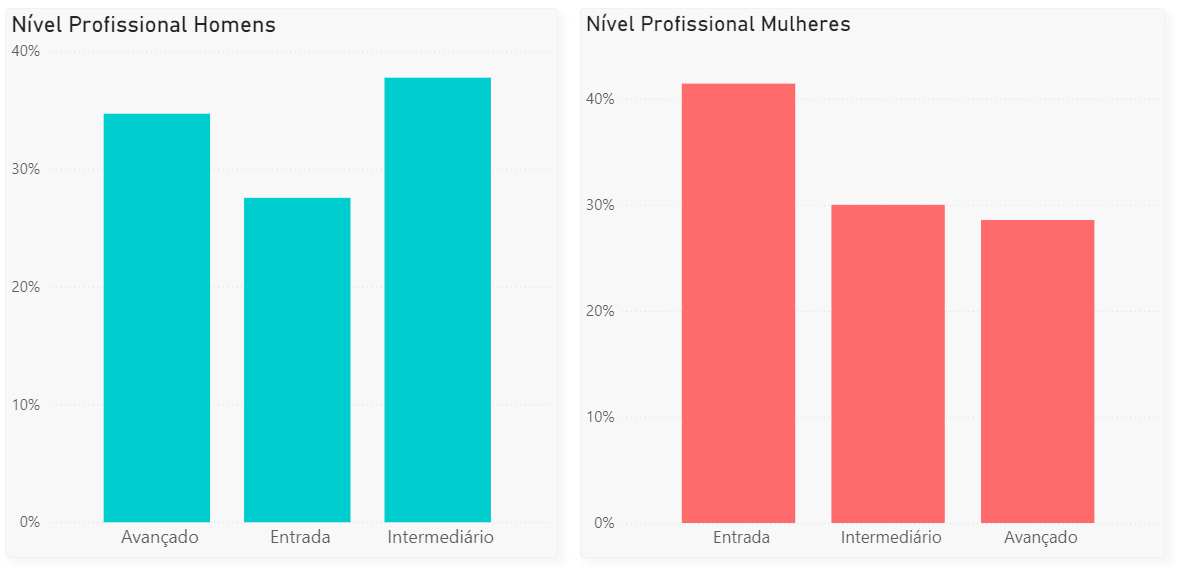 Nível Profissional Homens
40%
30%
20%
10%
0%
Avançado Entrada Intermediário
Nível Profissional Mulheres
40%
30%
20%
10%
0%
Entrada Intermediário Avançado